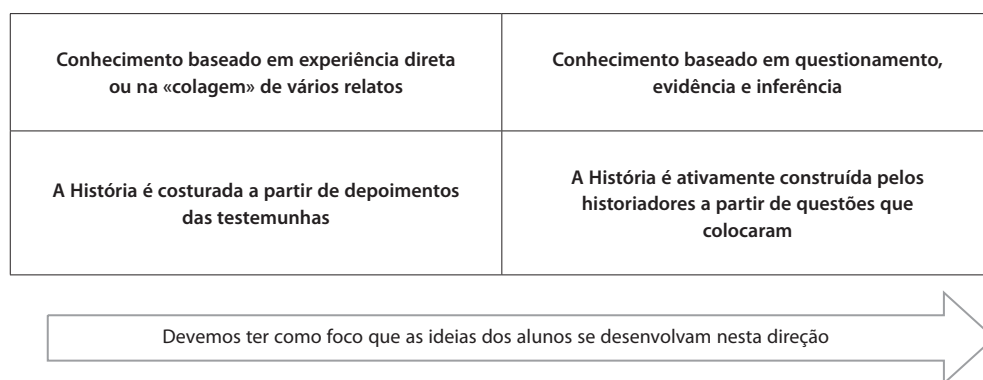 Conhecimento baseado em experiência direta
ou na «colagem» de vários relatos
Conhecimento baseado em questionamento,
evidência e inferência
A História é costurada a partir de depoimentos
das testemunhas
A História é ativamente construída pelos
historiadores a partir de questões que
colocaram
Devemos ter como foco que as ideias dos alunos se desenvolvam nesta direção